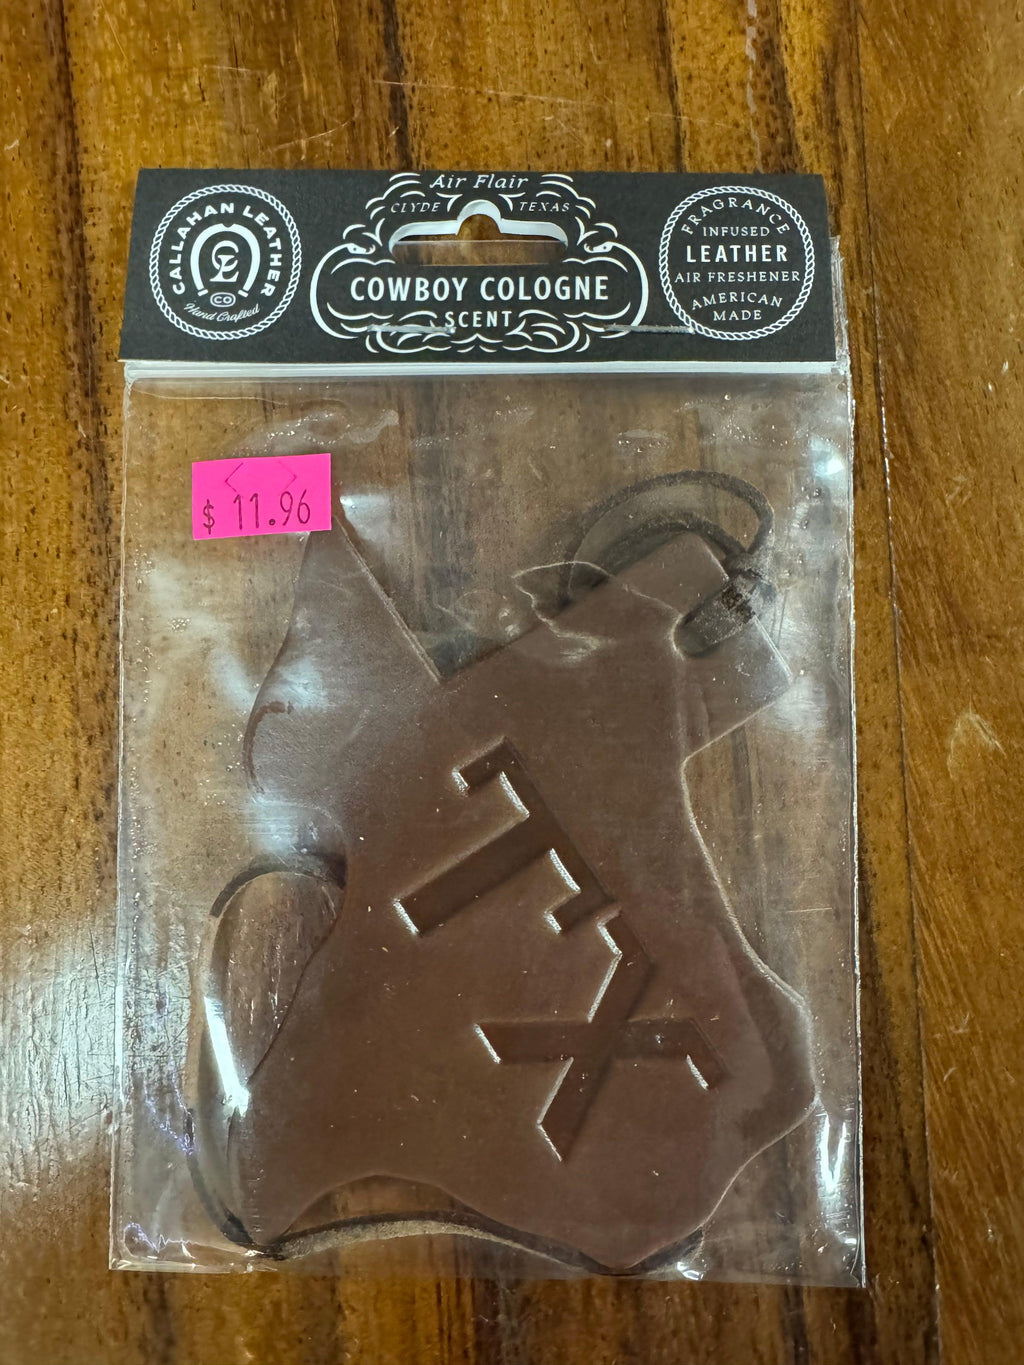 CALLAHAN LEATHER
CL
CO
Hand Crafted
Air Flair
CLYDE TEXAS
COWBOY COLOGNE
SCENT
FRAGRANCE
INFUSED
LEATHER
AIR FRESHENER
AMERICAN
MADE
$ 11.96
TX